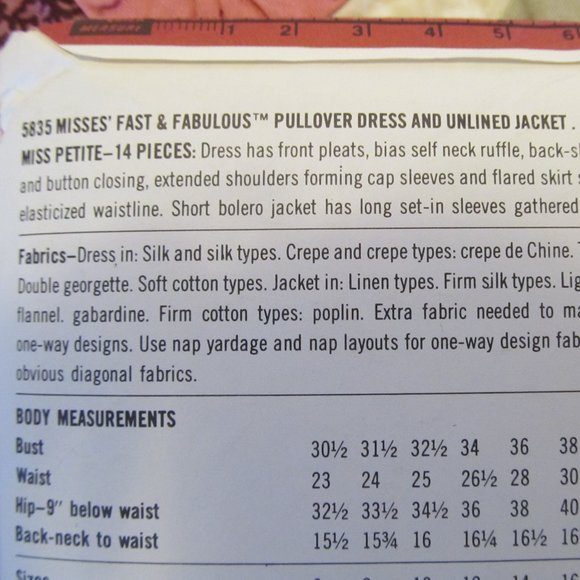 1 2 3 4 5 6
5835 MISSES' FAST & FABULOUS™ PULLOVER DRESS AND UNLINED JACKET .
MISS PETITE–14 PIECES: Dress has front pleats, bias self neck ruffle,
and button closing, extended shoulders forming cap sleeves and flared skirt
elasticized waistline. Short bolero jacket has long set-in sleeves gathered
Fabrics–Dress in: Silk and silk types. Crepe and crepe types: crepe de Chine.
Double georgette. Soft cotton types. Jacket in: Linen types. Firm silk types.
flannel. gabardine. Firm cotton types: poplin. Extra fabric needed to
one-way designs. Use nap yardage and nap layouts for one-way design
obvious diagonal fabrics.
BODY MEASUREMENTS
Bust 30½ 31½ 32½ 34 36 38
Waist 23 24 25 26½ 28 30
Hip–9" below waist 32½ 33½ 34½ 36 38 40
Back-neck to waist 15½ 15¾ 16 16¼ 16½ 16
Sizes